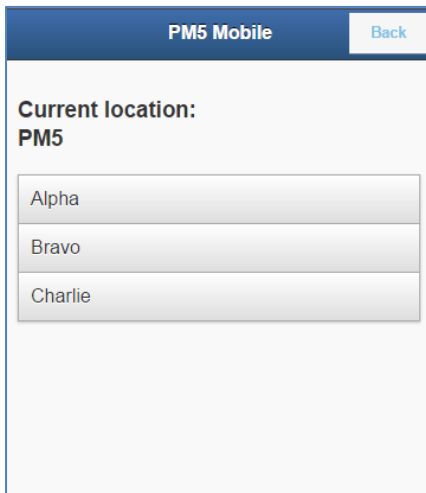 PM5 Mobile
Back
Current location:
PM5
Alpha
Bravo
Charlie